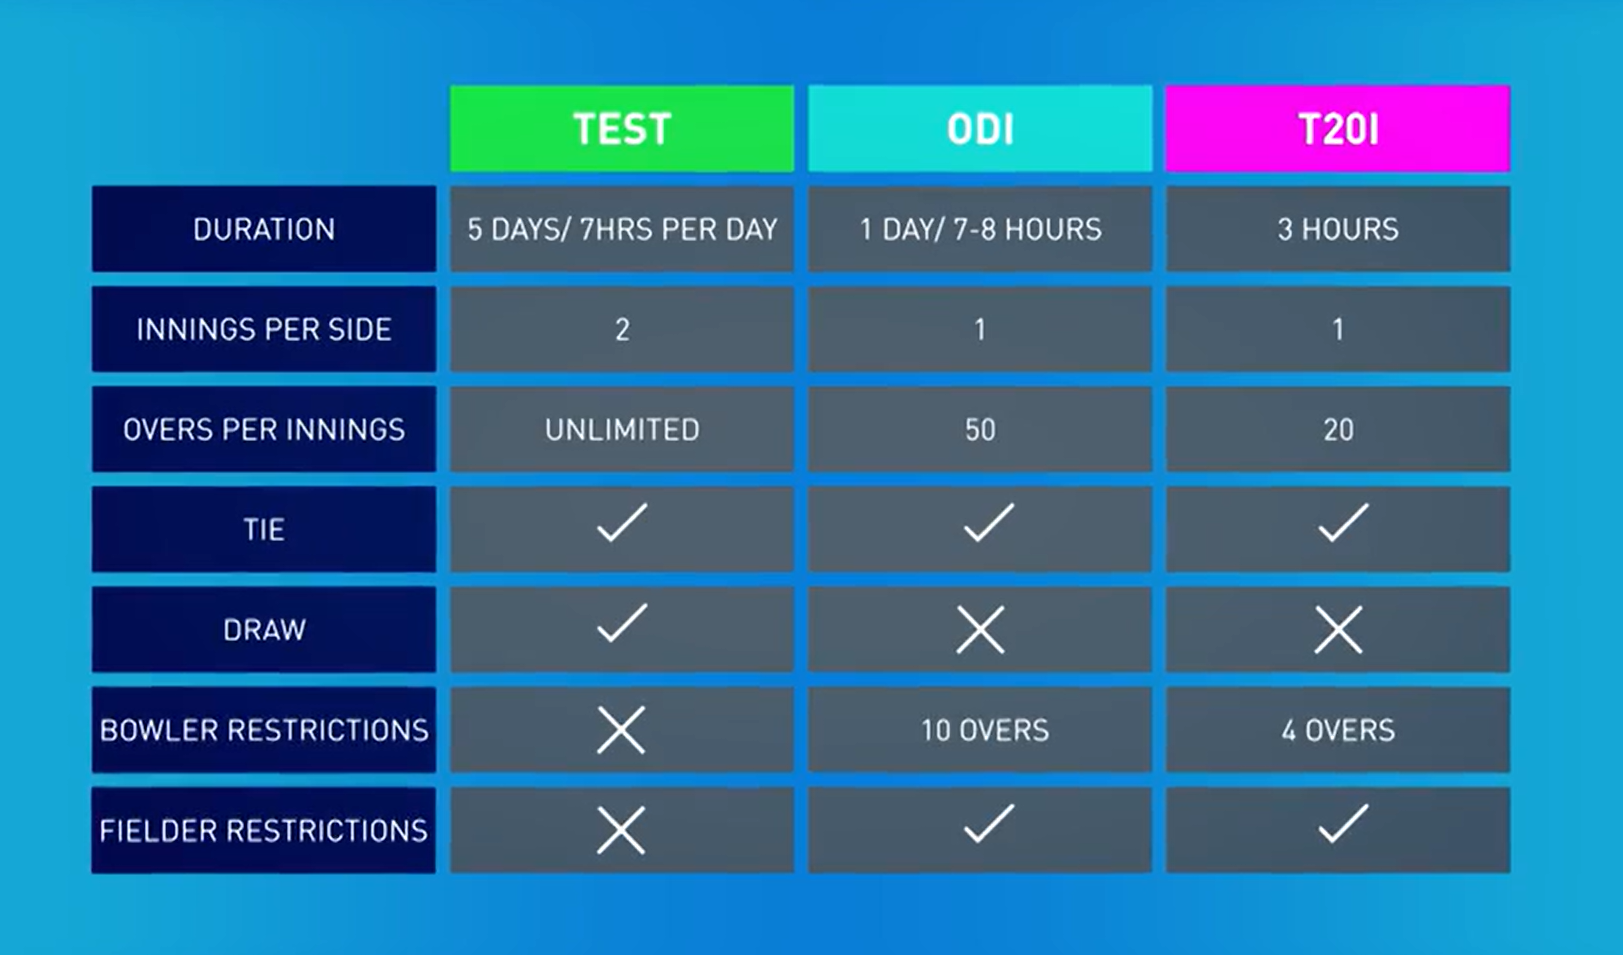 TEST ODI T20I
DURATION 5 DAYS/ 7HRS PER DAY 1 DAY/ 7-8 HOURS 3 HOURS
INNINGS PER SIDE 2 1 1
OVERS PER INNINGS UNLIMITED 50 20
TIE
DRAW
BOWLER RESTRICTIONS 10 OVERS 4 OVERS
FIELDER RESTRICTIONS